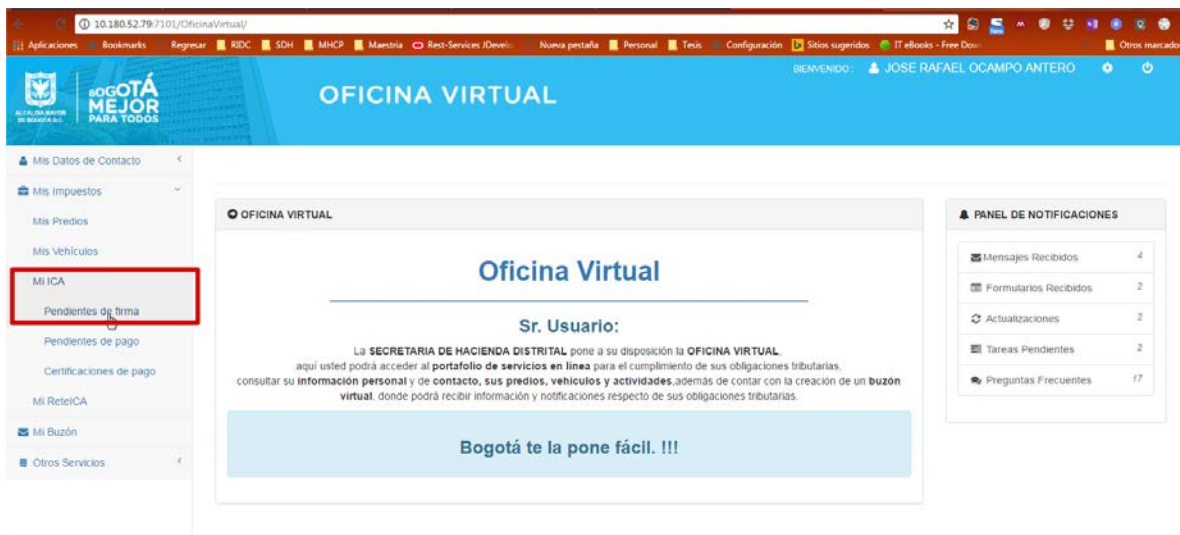 10.180.52.79:7101/OficinaVirtual/
Aplicaciones Bookmarks Regresar RIDC SDH MHCP Maestria Rest-Services JDevelo Nueva pestaña Personal Tesis Configuración Sitios sugeridos IT eBooks - Free Dow Otros marcado
ALCALDIA MAYOR
DE BOGOTA D.C.
BOGOTÁ
MEJOR
PARA TODOS
OFICINA VIRTUAL
BIENVENIDO: JOSE RAFAEL OCAMPO ANTERO
Mis Datos de Contacto
Mis Impuestos
Mis Predios
Mis Vehículos
Mi ICA
Pendientes de firma
Pendientes de pago
Certificaciones de pago
Mi ReteICA
Mi Buzón
Otros Servicios
OFICINA VIRTUAL
Oficina Virtual
Sr. Usuario:
La SECRETARIA DE HACIENDA DISTRITAL pone a su disposición la OFICINA VIRTUAL,
aquí usted podrá acceder al portafolio de servicios en linea para el cumplimiento de sus obligaciones tributarias,
consultar su información personal y de contacto, sus predios, vehículos y actividades,además de contar con la creación de un buzón
virtual, donde podrá recibir información y notificaciones respecto de sus obligaciones tributarias.
Bogotá te la pone fácil. !!!
PANEL DE NOTIFICACIONES
Mensajes Recibidos 4
Formularios Recibidos 2
Actualizaciones 2
Tareas Pendientes 2
Preguntas Frecuentes 17